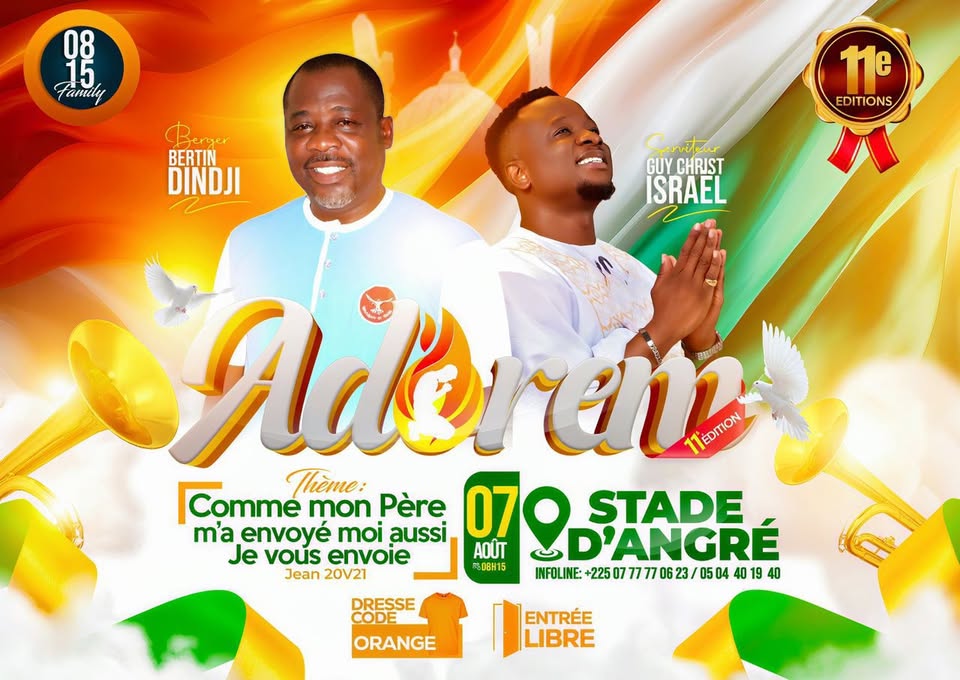 08
15
Family
11e
EDITIONS
Berger
BERTIN
DINDJI
Serviteur
GUY CHRIST
ISRAEL
Adorem
11e EDITION
Thème :
Comme mon Père
m'a envoyé moi aussi
Je vous envoie
Jean 20V21
07
AOÛT
08H15
STADE
D'ANGRÉ
INFOLINE: +225 07 77 77 06 23 / 05 04 40 19 40
DRESSE
CODE
ORANGE
ENTRÉE
LIBRE